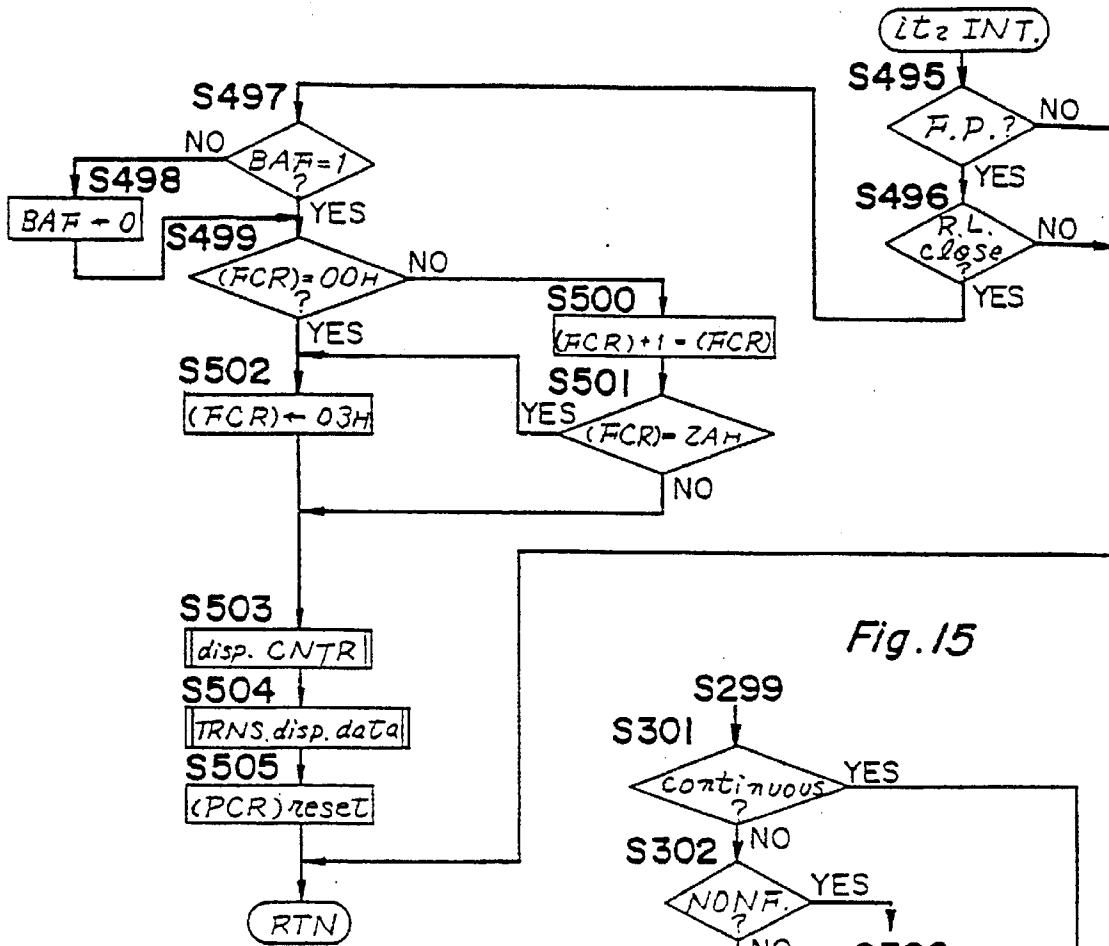 it2 INT.
S495
F.P.?
NO
YES
S496
R.L.
close
?
NO
YES
S497
BAF=1
?
NO
YES
S498
BAF ← 0
S499
(FCR)=00H
?
NO
YES
S500
(FCR)+1-(FCR)
S501
(FCR)=2AH
YES
NO
S502
(FCR)←03H
S503
disp. CNTR
S504
TRNS.disp.data
S505
(PCR)reset
RTN
Fig.15
S299
S301
continuous
?
YES
NO
S302
NONF.
?
YES
NO